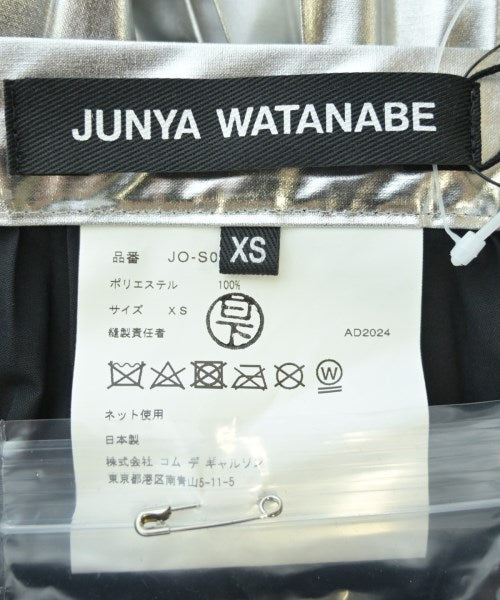 JUNYA WATANABE
XS
品番 JO-S0
ポリエステル 100%
サイズ XS
縫製責任者 AD2024
W
ネット使用
日本製
株式会社 コム デ ギャルソン
東京都港区南青山5-11-5